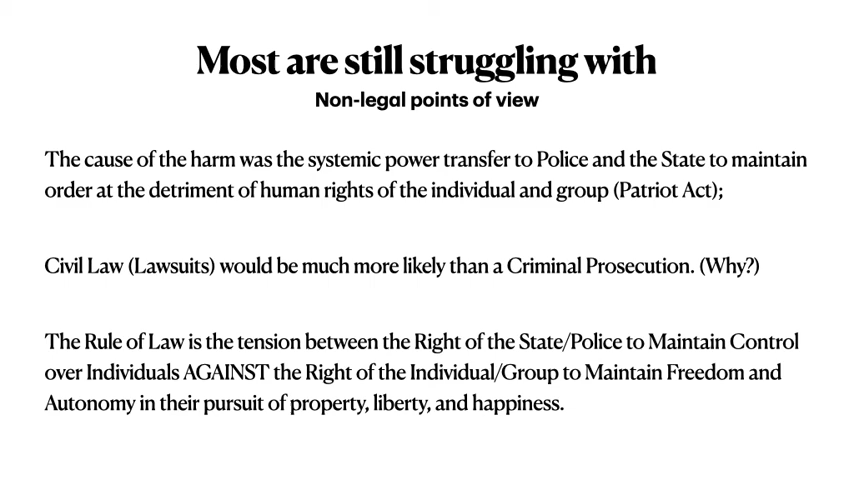 Most are still struggling with
Non-legal points of view
The cause of the harm was the systemic power transfer to Police and the State to maintain
order at the detriment of human rights of the individual and group (Patriot Act);
Civil Law (Lawsuits) would be much more likely than a Criminal Prosecution. (Why?)
The Rule of Law is the tension between the Right of the State/Police to Maintain Control
over Individuals AGAINST the Right of the Individual/Group to Maintain Freedom and
Autonomy in their pursuit of property, liberty, and happiness.